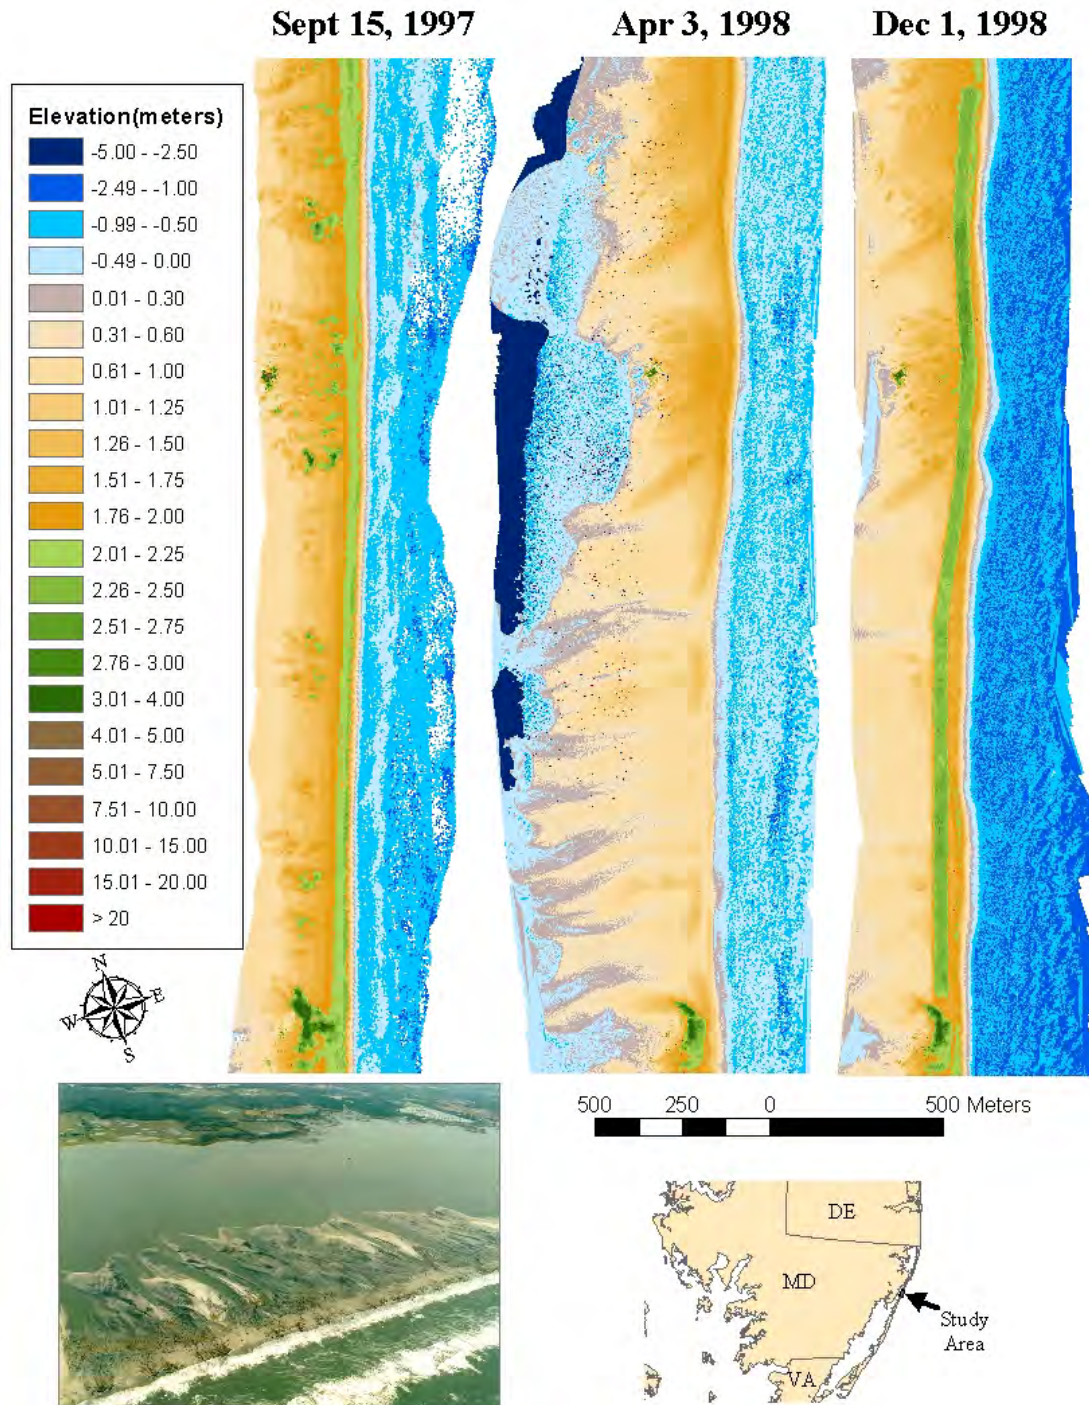 Sept 15, 1997
Apr 3, 1998
Dec 1, 1998
Elevation(meters)
-5.00 - -2.50
-2.49 - -1.00
-0.99 - -0.50
-0.49 - 0.00
0.01 - 0.30
0.31 - 0.60
0.61 - 1.00
1.01 - 1.25
1.26 - 1.50
1.51 - 1.75
1.76 - 2.00
2.01 - 2.25
2.26 - 2.50
2.51 - 2.75
2.76 - 3.00
3.01 - 4.00
4.01 - 5.00
5.01 - 7.50
7.51 - 10.00
10.01 - 15.00
15.01 - 20.00
> 20
N
E
W
S
500 250 0 500 Meters
DE
MD
Study
Area
VA